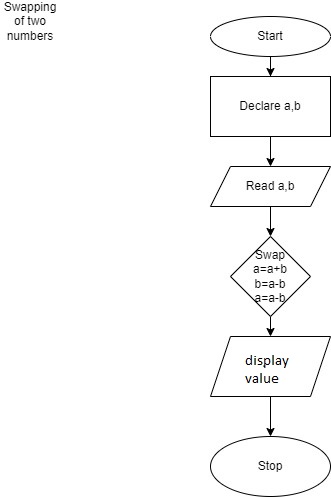 Swapping
of two
numbers
Start
Declare a,b
Read a,b
Swap
a=a+b
b=a-b
a=a-b
display
value
Stop